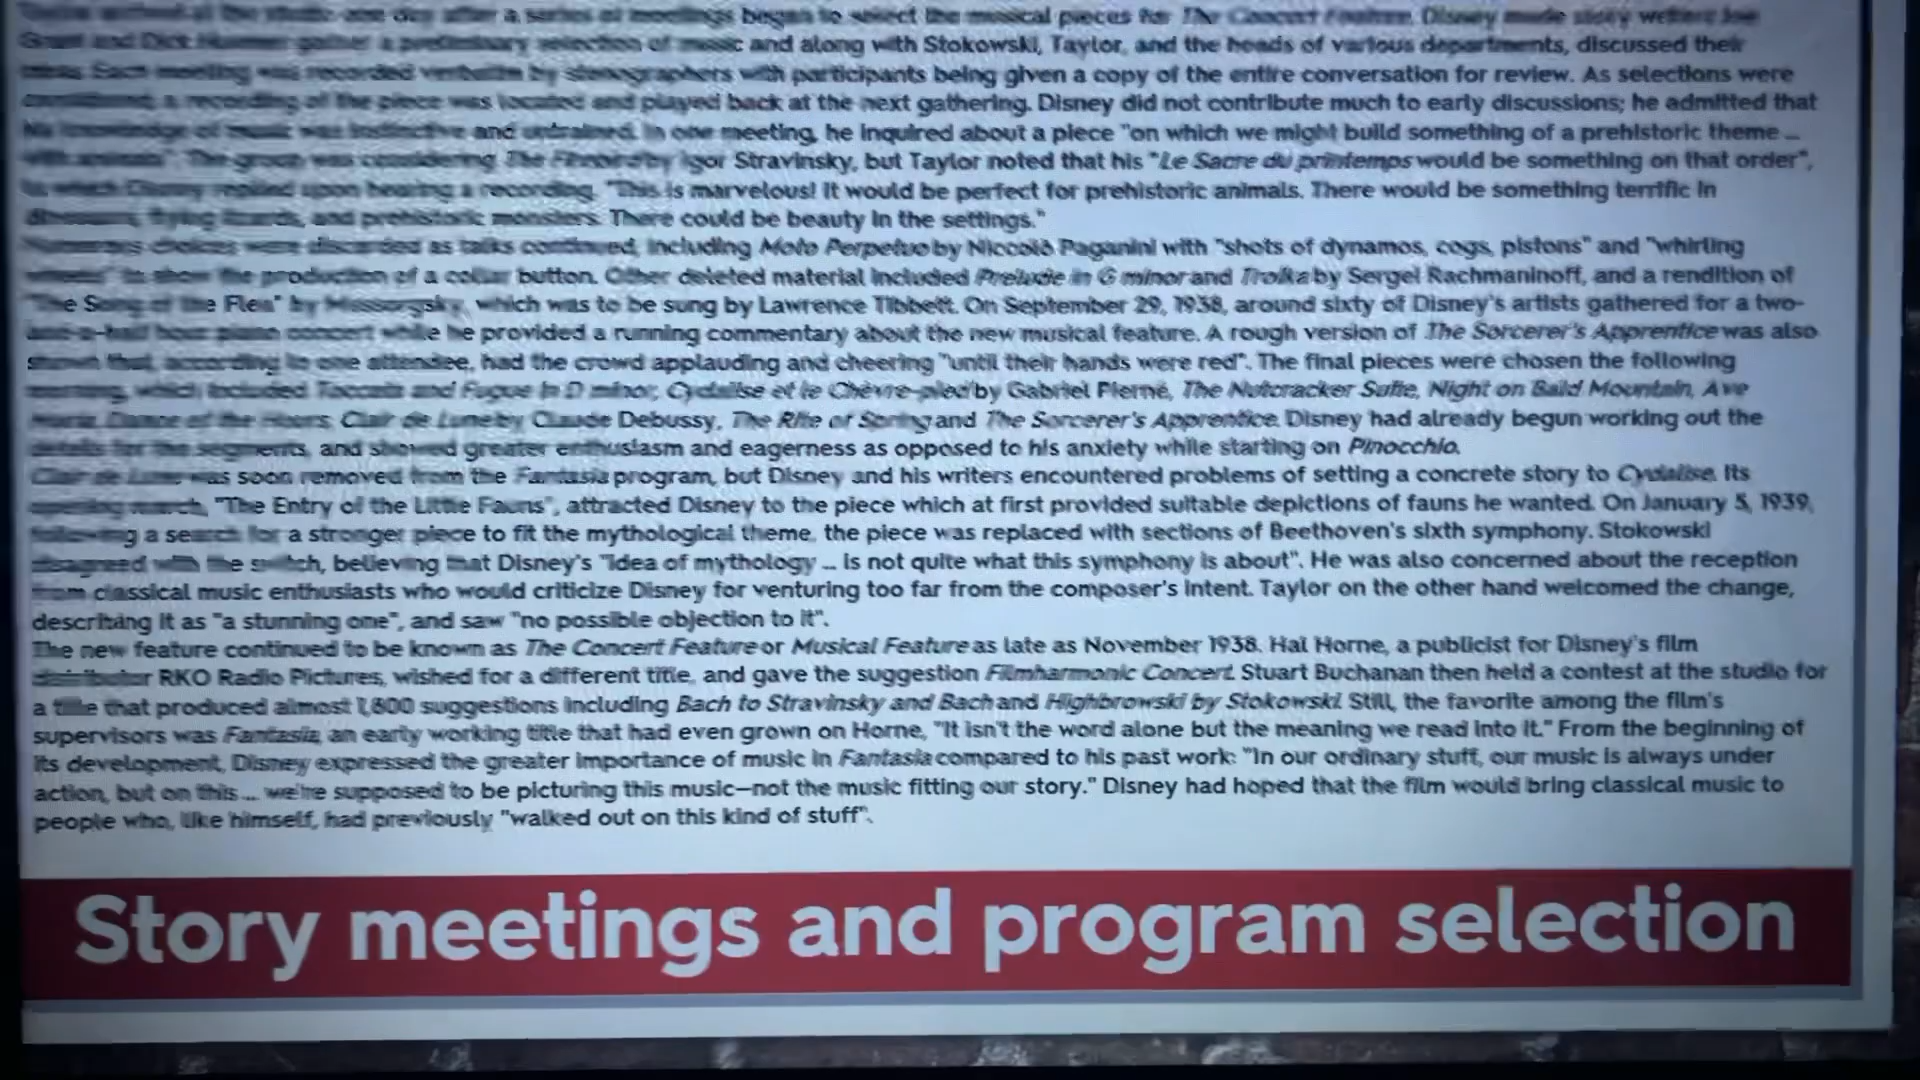 a series of meetings began to select the musical pieces for The Concert Feature. Disney made story writers Joe
Grant and Dick Huemer gather a preliminary selection of music and along with Stokowski, Taylor, and the heads of various departments, discussed their
Each meeting was recorded verbatim by stenographers with participants being given a copy of the entire conversation for review. As selections were
a recording of the piece was located and played back at the next gathering. Disney did not contribute much to early discussions; he admitted that
his knowledge of music was instinctive and untrained. In one meeting, he inquired about a piece "on which we might build something of a prehistoric theme ...
with animals". The group was considering The Firebird by Igor Stravinsky, but Taylor noted that his "Le Sacre du printemps would be something on that order",
to which Disney replied upon hearing a recording, "This is marvelous! It would be perfect for prehistoric animals. There would be something terrific in
dinosaurs, flying lizards, and prehistoric monsters. There could be beauty in the settings."
Numerous choices were discarded as talks continued, including Moto Perpetuo by Niccolò Paganini with "shots of dynamos, cogs, pistons" and "whirling
wheels" to show the production of a collar button. Other deleted material included Prelude in G minor and Troika by Sergei Rachmaninoff, and a rendition of
"The Song of the Flea" by Mussorgsky, which was to be sung by Lawrence Tibbett. On September 29, 1938, around sixty of Disney's artists gathered for a two-
and-a-half hour piano concert while he provided a running commentary about the new musical feature. A rough version of The Sorcerer's Apprentice was also
shown that, according to one attendee, had the crowd applauding and cheering "until their hands were red". The final pieces were chosen the following
morning, which included Toccata and Fugue in D minor, Cydalise et le Chèvre-pied by Gabriel Pierné, The Nutcracker Suite, Night on Bald Mountain, Ave
Maria, Dance of the Hours, Clair de Lune by Claude Debussy, The Rite of Spring and The Sorcerer's Apprentice. Disney had already begun working out the
details for the segments, and showed greater enthusiasm and eagerness as opposed to his anxiety while starting on Pinocchio.
Clair de Lune was soon removed from the Fantasia program, but Disney and his writers encountered problems of setting a concrete story to Cydalise. Its
opening march, "The Entry of the Little Fauns", attracted Disney to the piece which at first provided suitable depictions of fauns he wanted. On January 5, 1939,
following a search for a stronger piece to fit the mythological theme, the piece was replaced with sections of Beethoven's sixth symphony. Stokowski
disagreed with the switch, believing that Disney's "idea of mythology ... is not quite what this symphony is about". He was also concerned about the reception
from classical music enthusiasts who would criticize Disney for venturing too far from the composer's intent. Taylor on the other hand welcomed the change,
describing it as "a stunning one", and saw "no possible objection to it".
The new feature continued to be known as The Concert Feature or Musical Feature as late as November 1938. Hal Horne, a publicist for Disney's film
distributor RKO Radio Pictures, wished for a different title, and gave the suggestion Filmharmonic Concert. Stuart Buchanan then held a contest at the studio for
a title that produced almost 1,800 suggestions including Bach to Stravinsky and Bach and Highbrowski by Stokowski. Still, the favorite among the film's
supervisors was Fantasia, an early working title that had even grown on Horne, "It isn't the word alone but the meaning we read into it." From the beginning of
its development, Disney expressed the greater importance of music in Fantasia compared to his past work: "In our ordinary stuff, our music is always under
action, but on this ... we're supposed to be picturing this music—not the music fitting our story." Disney had hoped that the film would bring classical music to
people who, like himself, had previously "walked out on this kind of stuff".
Story meetings and program selection